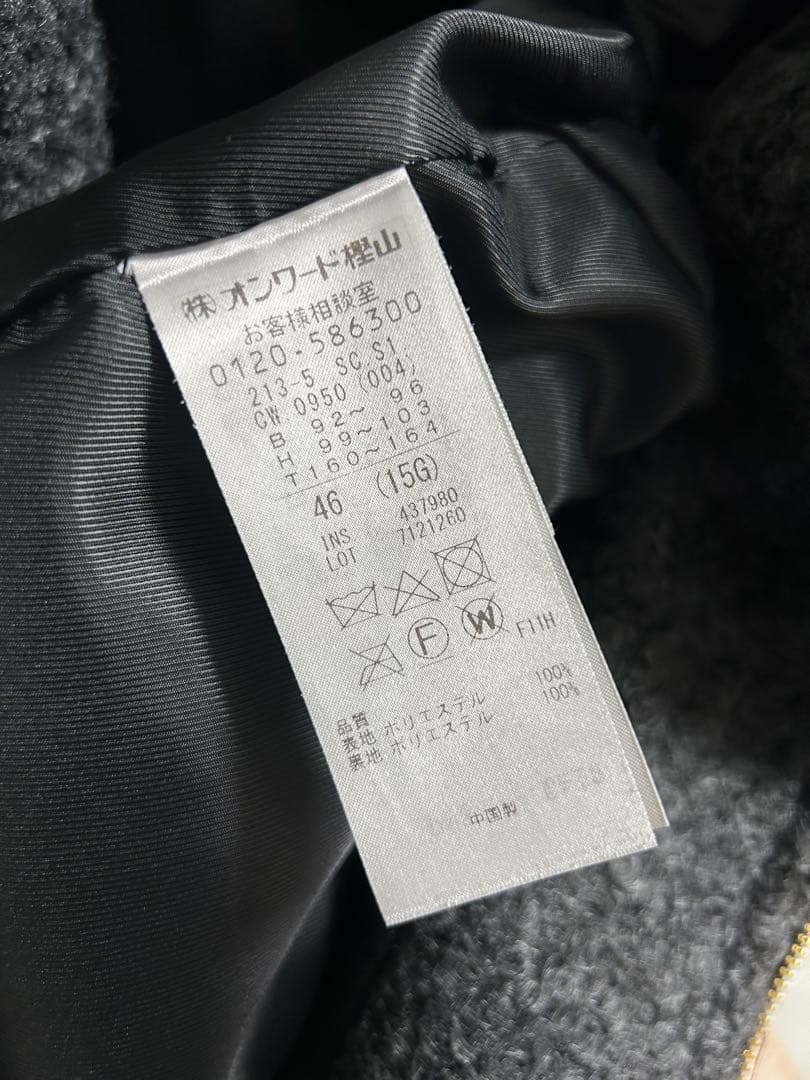 ㈱オンワード樫山
お客様相談室
0120-586300
213-5 SC S1
CW 0950 (004)
B 92～ 96
H 99～103
T160～164
46 (15G)
INS 437980
LOT 7121260
F W F11H
品質
表地 ポリエステル 100%
裏地 ポリエステル 100%
中国製